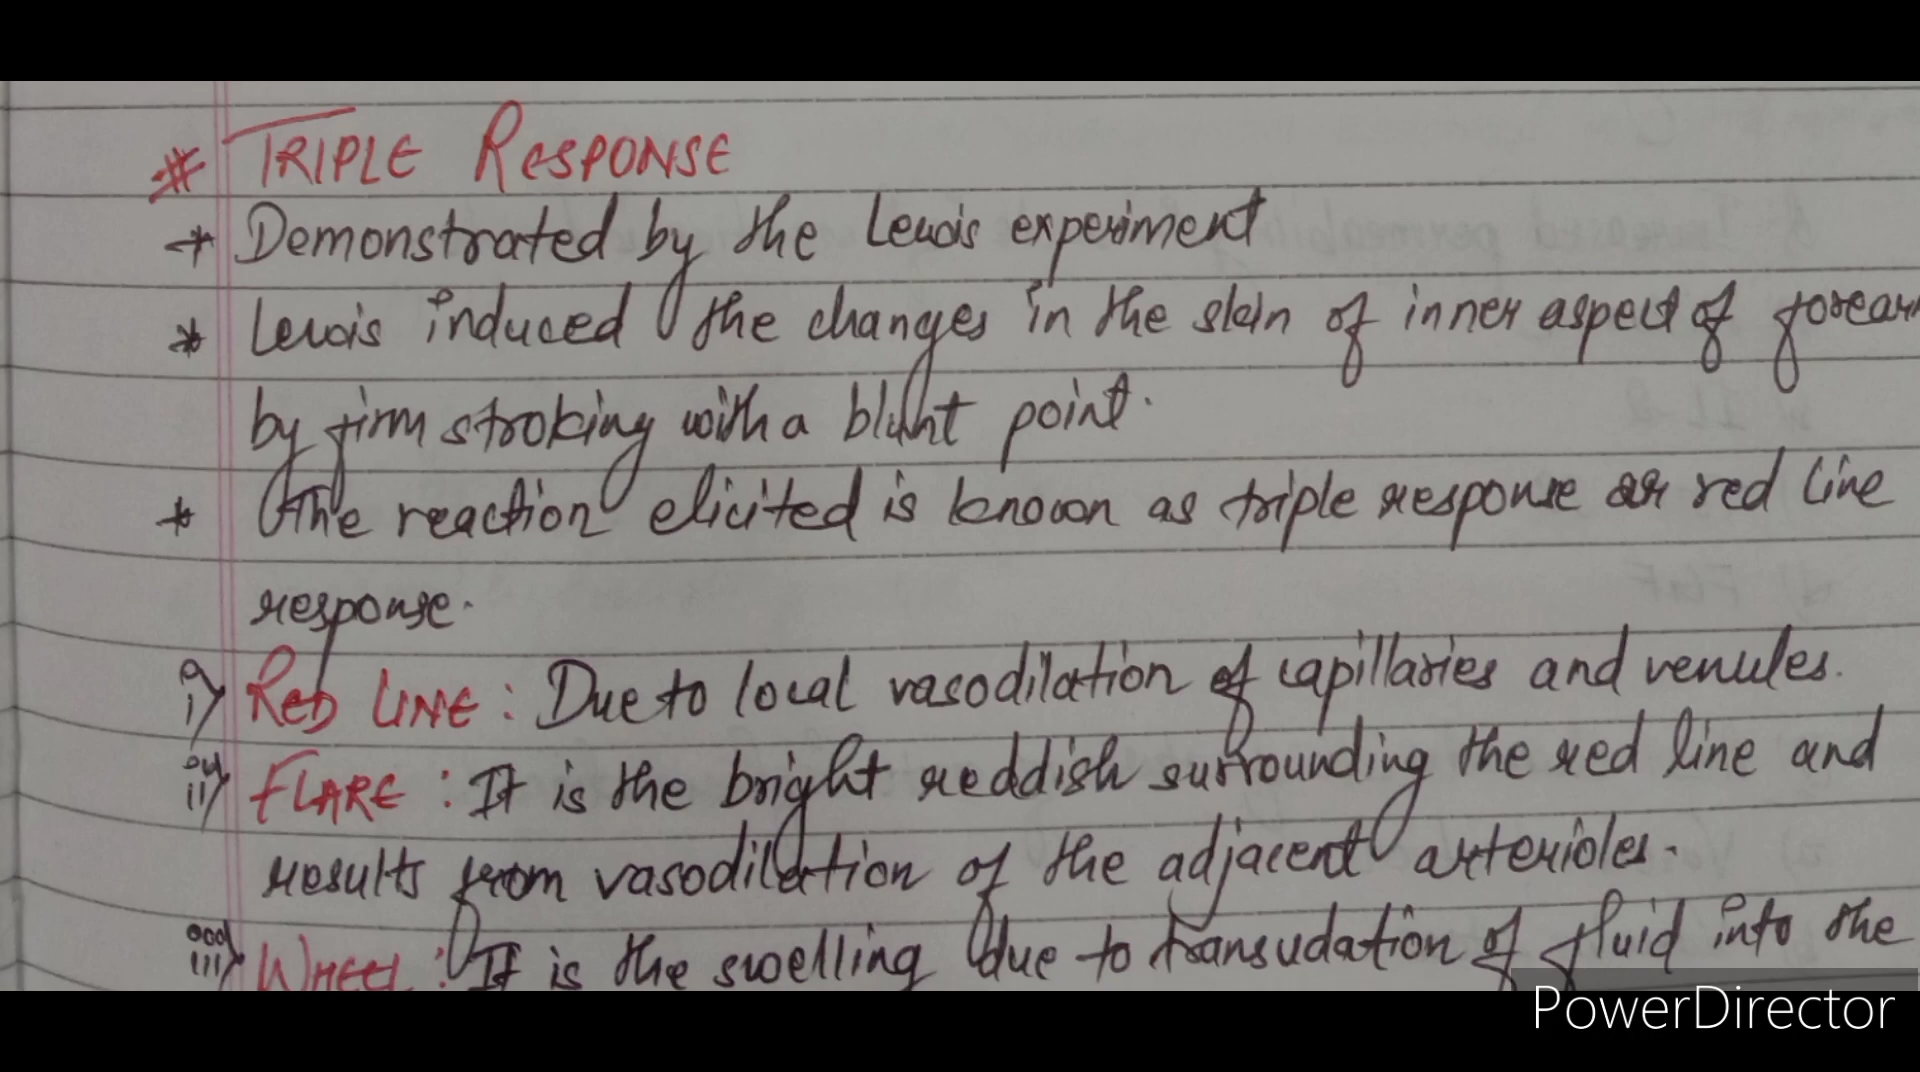 # TRIPLE RESPONSE
* Demonstrated by the Lewis experiment
* Lewis induced the changes in the skin of inner aspect of forearm
by firm stroking with a blunt point.
* The reaction elicited is known as triple response or red line
response.
i) RED LINE : Due to local vasodilation of capillaries and venules.
ii) FLARE : It is the bright reddish surrounding the red line and
results from vasodilation of the adjacent arterioles.
iii) WHEEL : It is the swelling due to transudation of fluid into the
PowerDirector